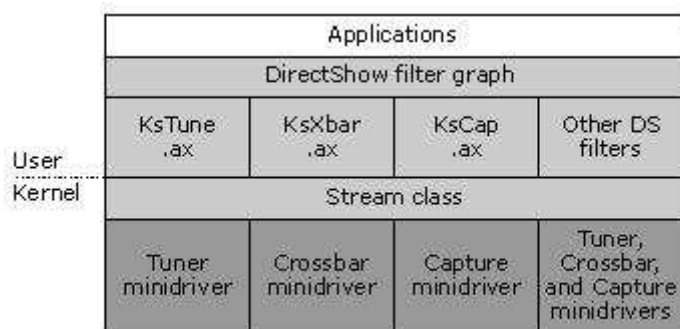 Applications
DirectShow filter graph
KsTune
.ax
KsXbar
.ax
KsCap
.ax
Other DS
filters
User
Kernel
Stream class
Tuner
minidriver
Crossbar
minidriver
Capture
minidriver
Tuner,
Crossbar,
and Capture
minidrivers